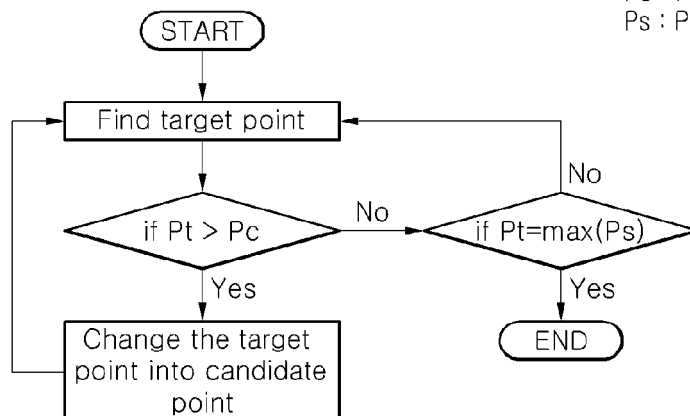 Ps : P
START
Find target point
No
if Pt > Pc
No
if Pt=max(Ps)
Yes
Yes
Change the target
point into candidate
point
END